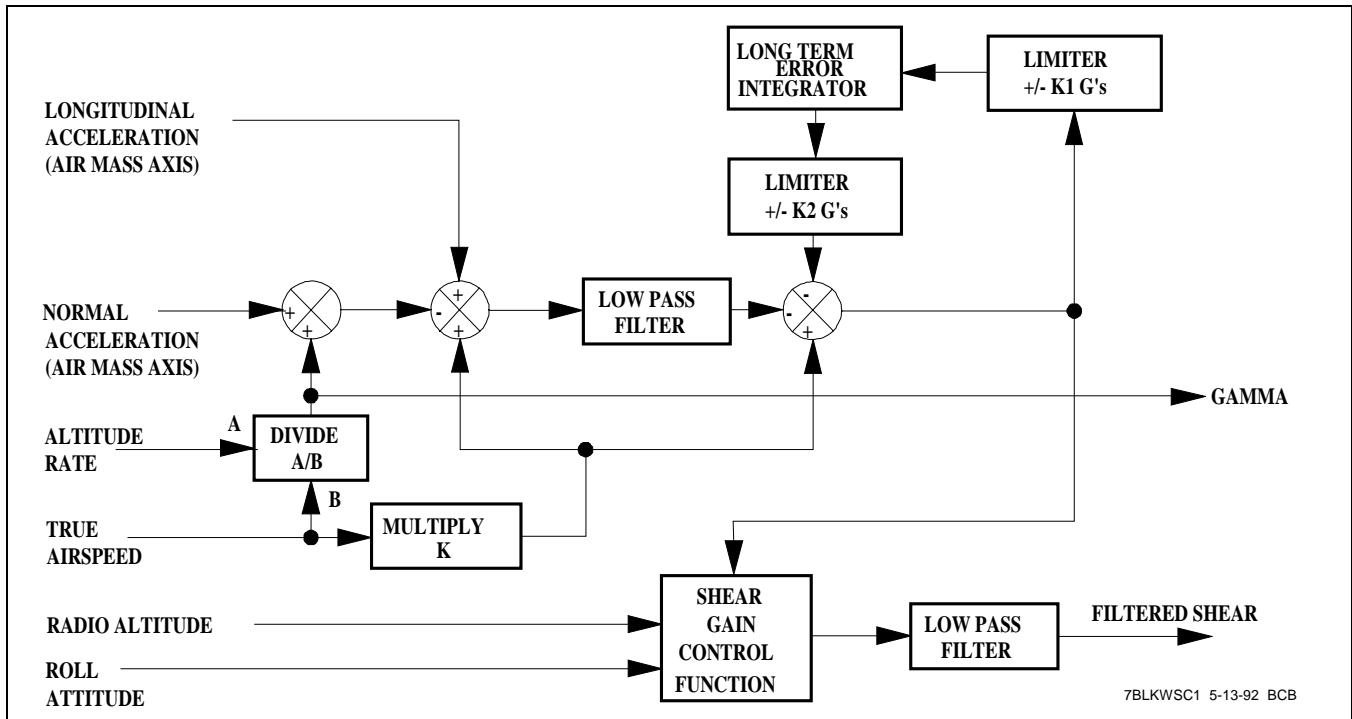 LONG TERM
ERROR
INTEGRATOR
LIMITER
+/- K1 G's
LONGITUDINAL
ACCELERATION
(AIR MASS AXIS)
LIMITER
+/- K2 G's
+
-
+
-
-
+
+
+
NORMAL
ACCELERATION
(AIR MASS AXIS)
LOW PASS
FILTER
GAMMA
ALTITUDE
RATE
A
DIVIDE
A/B
B
TRUE
AIRSPEED
MULTIPLY
K
RADIO ALTITUDE
ROLL
ATTITUDE
SHEAR
GAIN
CONTROL
FUNCTION
LOW PASS
FILTER
FILTERED SHEAR
7BLKWSC1 5-13-92 BCB